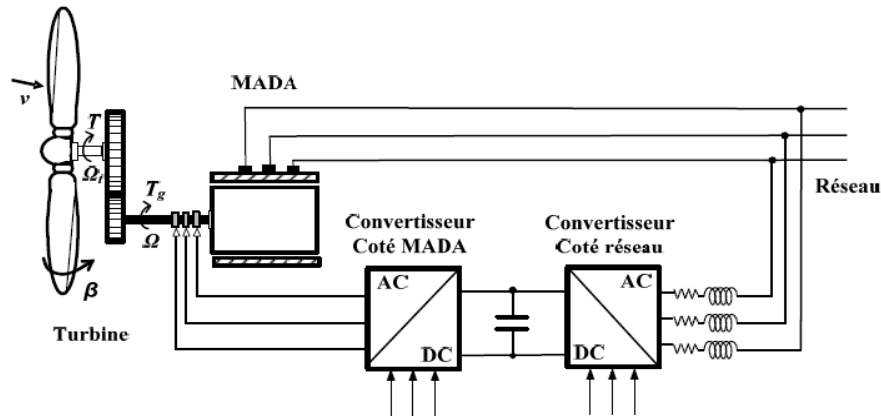 MADA
v
T
Ωt
Tg
Ω
β
Turbine
Réseau
Convertisseur
Coté MADA
Convertisseur
Coté réseau
AC
DC
AC
DC